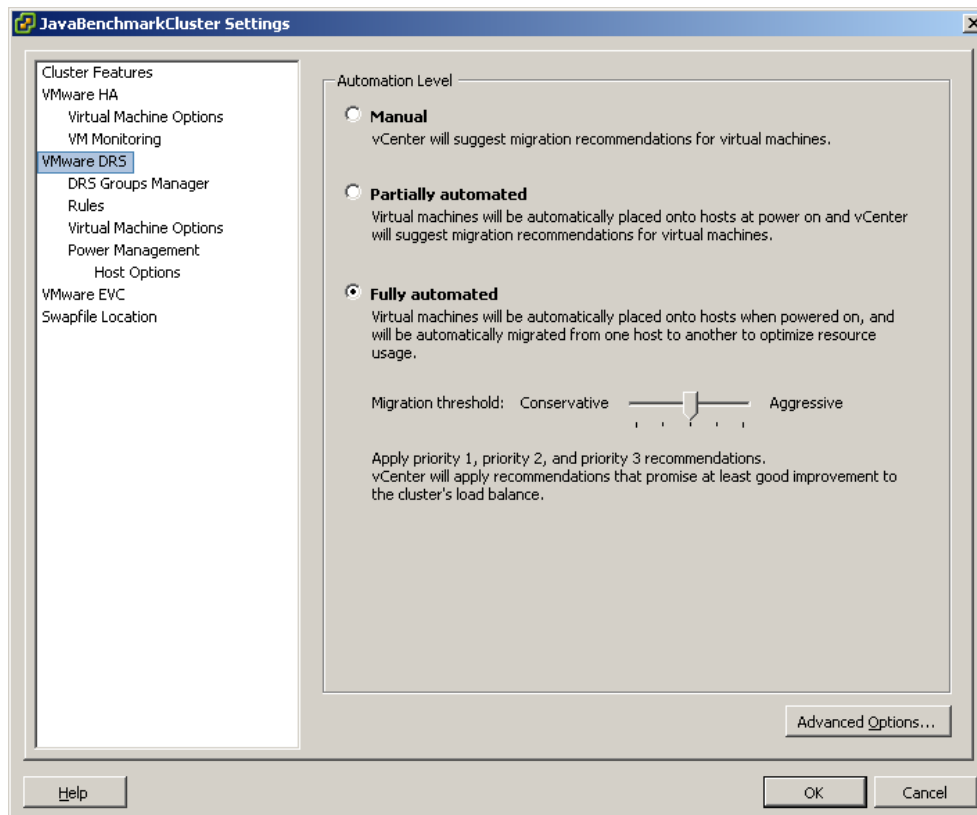 JavaBenchmarkCluster Settings
Cluster Features
VMware HA
Virtual Machine Options
VM Monitoring
VMware DRS
DRS Groups Manager
Rules
Virtual Machine Options
Power Management
Host Options
VMware EVC
Swapfile Location
Automation Level
Manual
vCenter will suggest migration recommendations for virtual machines.
Partially automated
Virtual machines will be automatically placed onto hosts at power on and vCenter
will suggest migration recommendations for virtual machines.
Fully automated
Virtual machines will be automatically placed onto hosts when powered on, and
will be automatically migrated from one host to another to optimize resource
usage.
Migration threshold: Conservative Aggressive
Apply priority 1, priority 2, and priority 3 recommendations.
vCenter will apply recommendations that promise at least good improvement to
the cluster's load balance.
Advanced Options...
Help OK Cancel